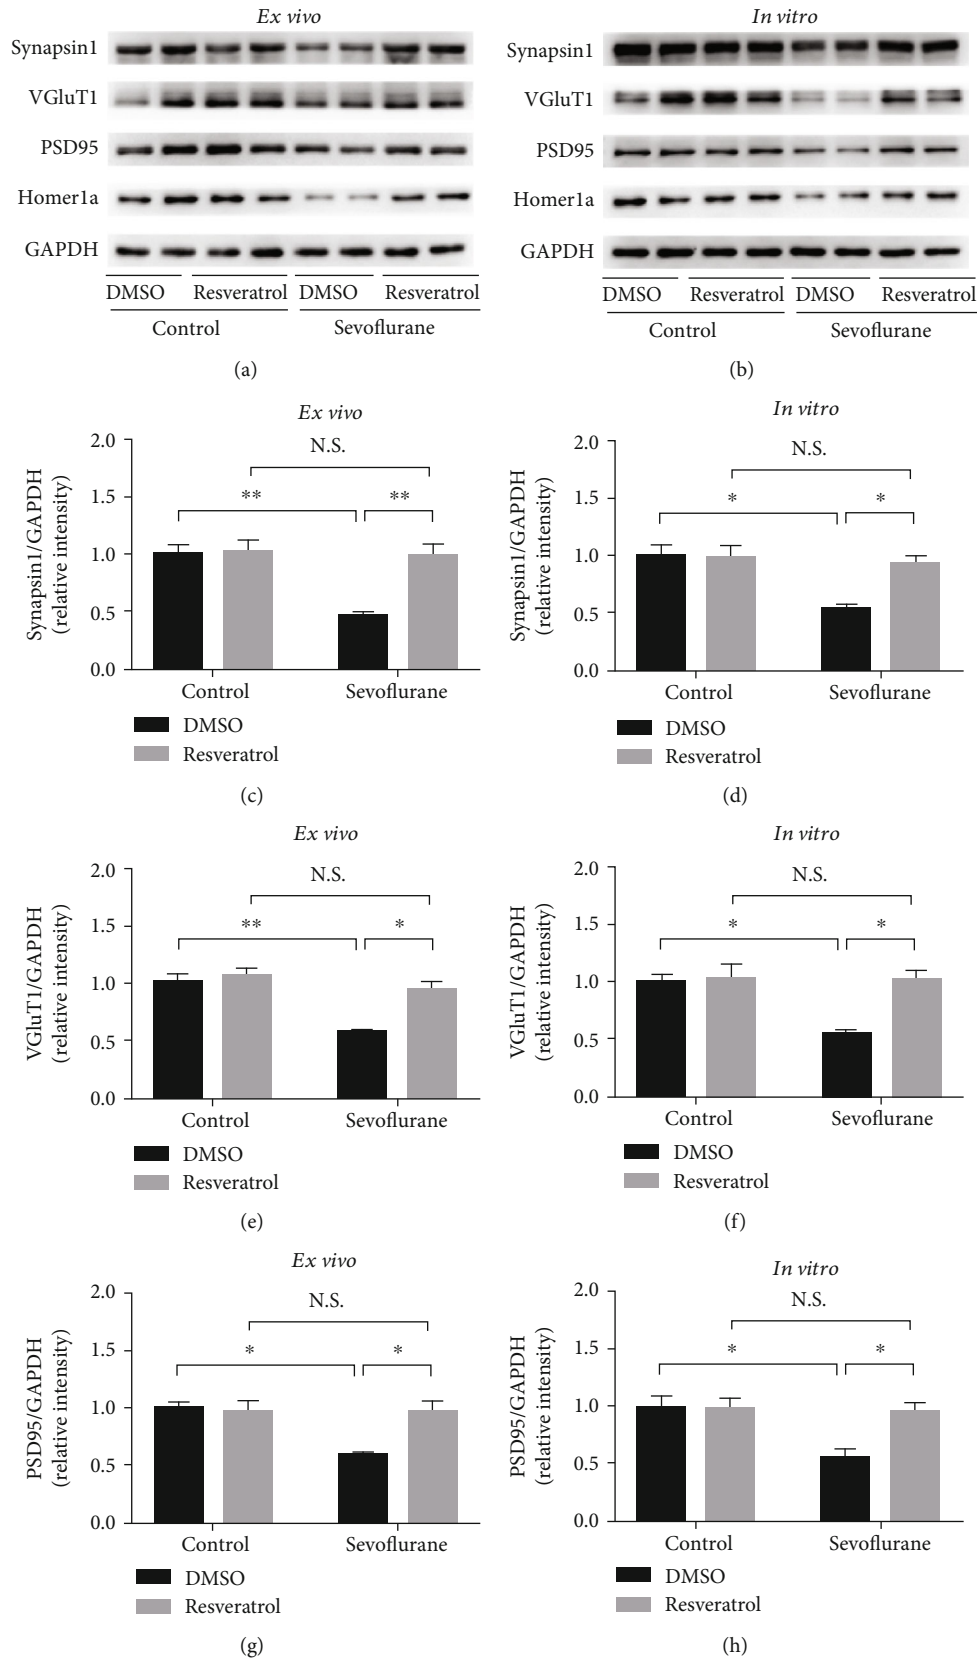 Ex vivo
Synapsin1
VGluT1
PSD95
Homer1a
GAPDH
DMSO Resveratrol DMSO Resveratrol
Control Sevoflurane
(a)
In vitro
Synapsin1
VGluT1
PSD95
Homer1a
GAPDH
DMSO Resveratrol DMSO Resveratrol
Control Sevoflurane
(b)
Ex vivo
Synapsin1/GAPDH
(relative intensity)
2.0
1.5
1.0
0.5
0.0
N.S.
** **
Control Sevoflurane
DMSO
Resveratrol
(c)
In vitro
Synapsin1/GAPDH
(relative intensity)
2.0
1.5
1.0
0.5
0.0
N.S.
* *
Control Sevoflurane
DMSO
Resveratrol
(d)
Ex vivo
VGluT1/GAPDH
(relative intensity)
2.0
1.5
1.0
0.5
0.0
N.S.
** *
Control Sevoflurane
DMSO
Resveratrol
(e)
In vitro
VGluT1/GAPDH
(relative intensity)
2.0
1.5
1.0
0.5
0.0
N.S.
* *
Control Sevoflurane
DMSO
Resveratrol
(f)
Ex vivo
PSD95/GAPDH
(relative intensity)
2.0
1.5
1.0
0.5
0.0
N.S.
* *
Control Sevoflurane
DMSO
Resveratrol
(g)
In vitro
PSD95/GAPDH
(relative intensity)
2.0
1.5
1.0
0.5
0.0
N.S.
* *
Control Sevoflurane
DMSO
Resveratrol
(h)